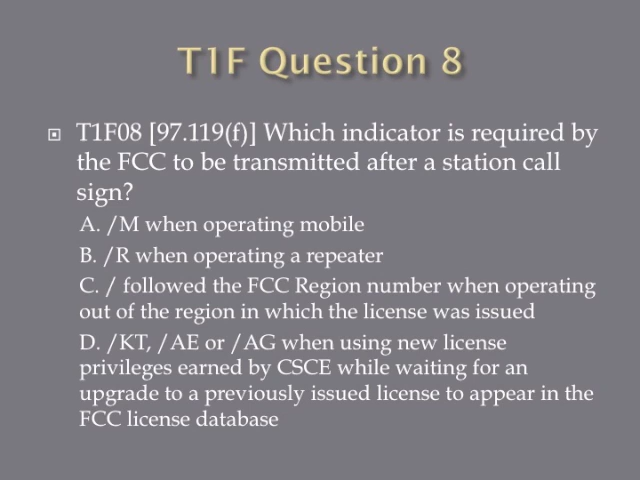 T1F Question 8
T1F08 [97.119(f)] Which indicator is required by
the FCC to be transmitted after a station call
sign?
A. /M when operating mobile
B. /R when operating a repeater
C. / followed the FCC Region number when operating
out of the region in which the license was issued
D. /KT, /AE or /AG when using new license
privileges earned by CSCE while waiting for an
upgrade to a previously issued license to appear in the
FCC license database